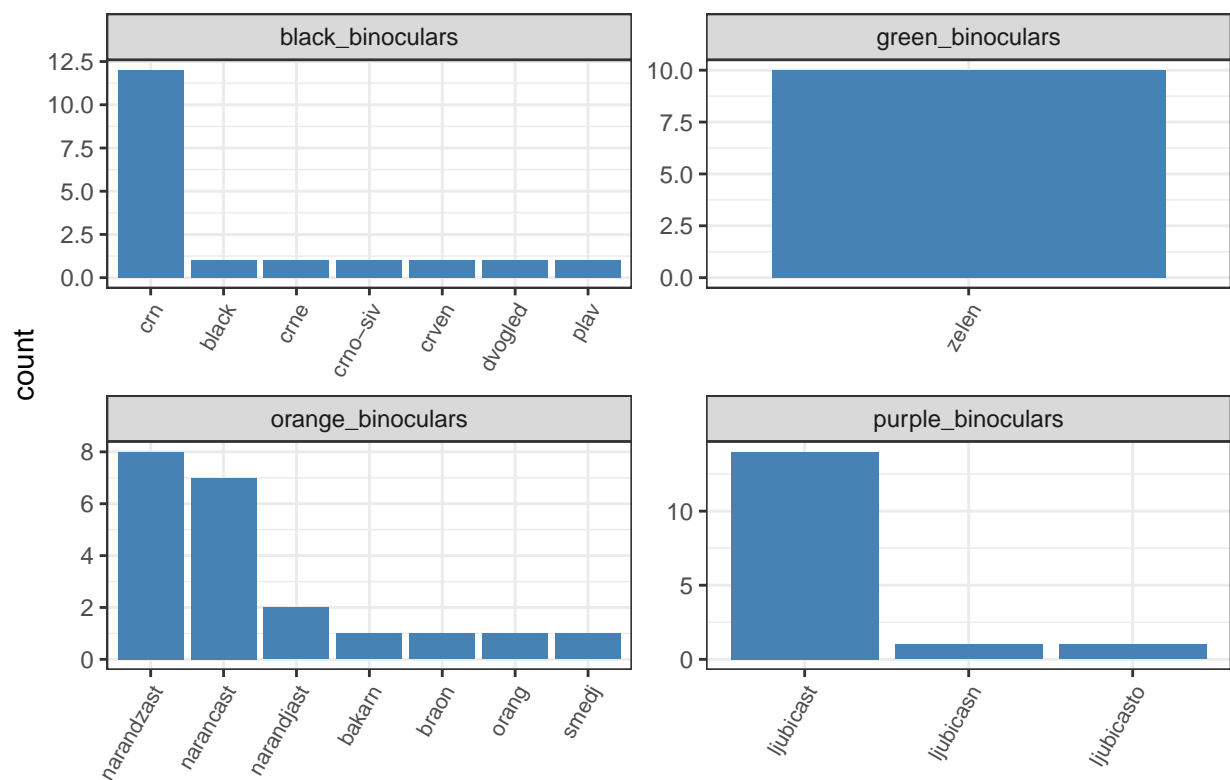 count
black_binoculars
12.5
10.0
7.5
5.0
2.5
0.0
crn
black
crne
crno-siv
crven
dvogled
plav
green_binoculars
10.0
7.5
5.0
2.5
0.0
zelen
orange_binoculars
8
6
4
2
0
narandzast
narancast
narandjast
bakarn
braon
orang
smedj
purple_binoculars
10
5
0
ljubicast
ljubicasn
ljubicasto